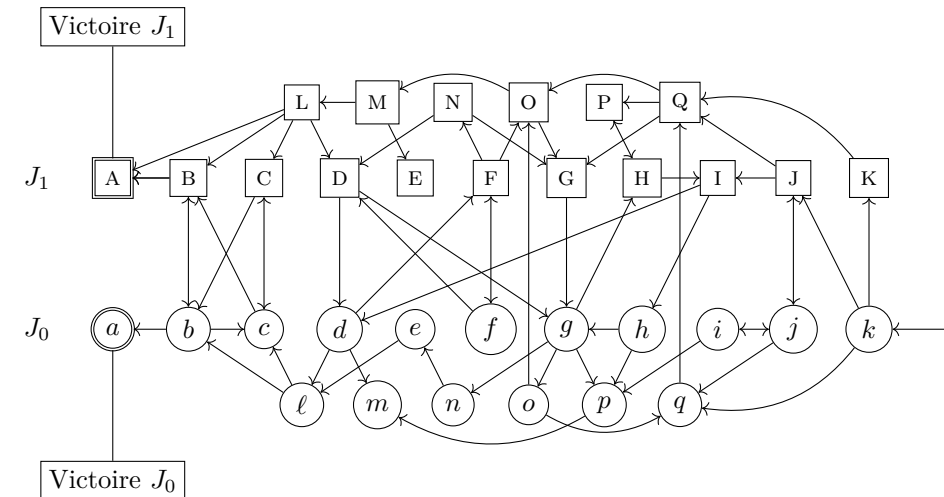 Victoire J₁
L M N O P Q
J₁ A B C D E F G H I J K
J₀ a b c d e f g h i j k
ℓ m n o p q
Victoire J₀